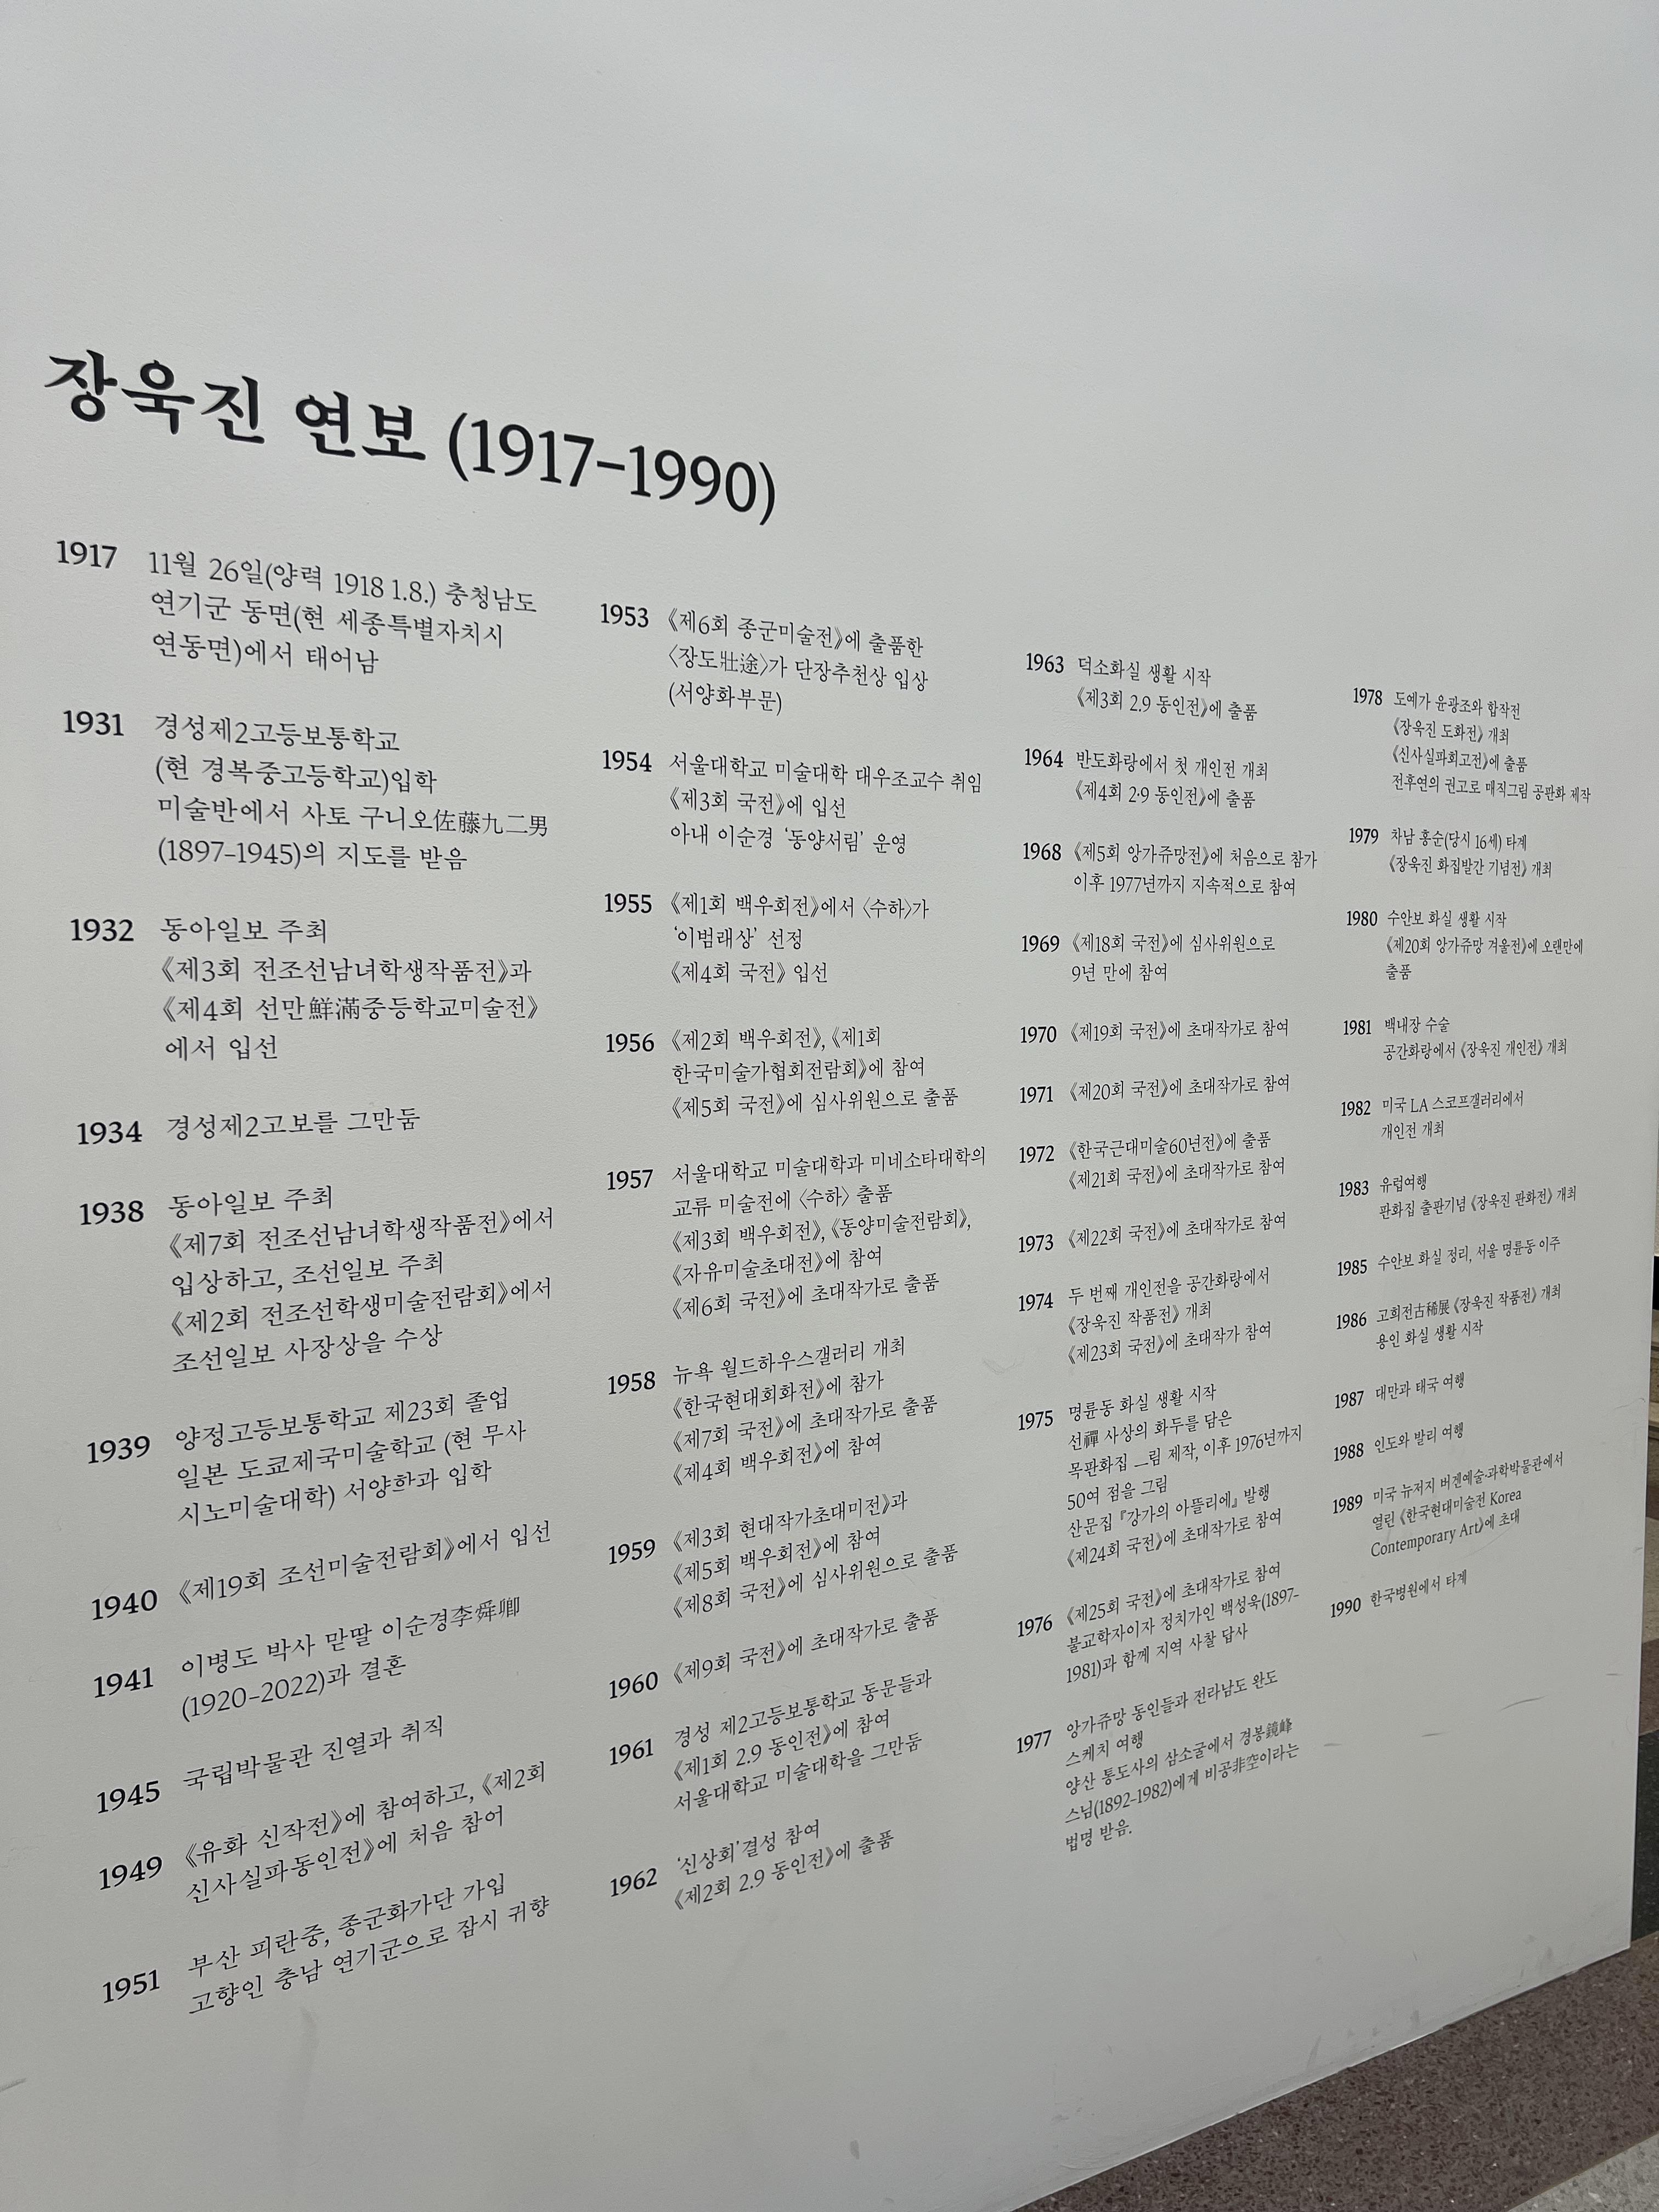 장욱진 연보 (1917-1990)
1917 11월 26일(양력 1918 1.8.) 충청남도
연기군 동면(현 세종특별자치시
연동면)에서 태어남
1931 경성제2고등보통학교
(현 경복중고등학교)입학
미술반에서 사토 구니오佐藤九二男
(1897-1945)의 지도를 받음
1932 동아일보 주최
《제3회 전조선남녀학생작품전》과
《제4회 선만鮮滿중등학교미술전》
에서 입선
1934 경성제2고보를 그만둠
1938 동아일보 주최
《제7회 전조선남녀학생작품전》에서
입상하고, 조선일보 주최
《제2회 전조선학생미술전람회》에서
조선일보 사장상을 수상
1939 양정고등보통학교 제23회 졸업
일본 도쿄제국미술학교 (현 무사
시노미술대학) 서양화과 입학
1940 《제19회 조선미술전람회》에서 입선
1941 이병도 박사 맏딸 이순경李舜卿
(1920-2022)과 결혼
1945 국립박물관 진열과 취직
1949 《유화 신작전》에 참여하고, 《제2회
신사실파동인전》에 처음 참여
1951 부산 피란중, 종군화가단 가입
고향인 충남 연기군으로 잠시 귀향
1953 《제6회 종군미술전》에 출품한
〈장도壯途〉가 단장추천상 입상
(서양화부문)
1954 서울대학교 미술대학 대우조교수 취임
《제3회 국전》에 입선
아내 이순경 ‘동양서림’ 운영
1955 《제1회 백우회전》에서 〈수하〉가
‘이범래상’ 선정
《제4회 국전》 입선
1956 《제2회 백우회전》, 《제1회
한국미술가협회전람회》에 참여
《제5회 국전》에 심사위원으로 출품
1957 서울대학교 미술대학과 미네소타대학의
교류 미술전에 〈수하〉 출품
《제3회 백우회전》, 《동양미술전람회》,
《자유미술초대전》에 참여
《제6회 국전》에 초대작가로 출품
1958 뉴욕 월드하우스갤러리 개최
《한국현대회화전》에 참가
《제7회 국전》에 초대작가로 출품
《제4회 백우회전》에 참여
1959 《제3회 현대작가초대미전》과
《제5회 백우회전》에 참여
《제8회 국전》에 심사위원으로 출품
1960 《제9회 국전》에 초대작가로 출품
1961 경성 제2고등보통학교 동문들과
《제1회 2.9 동인전》에 참여
서울대학교 미술대학을 그만둠
1962 ‘신상회’결성 참여
《제2회 2.9 동인전》에 출품
1963 덕소화실 생활 시작
《제3회 2.9 동인전》에 출품
1964 반도화랑에서 첫 개인전 개최
《제4회 2·9 동인전》에 출품
1968 《제5회 앙가쥬망전》에 처음으로 참가
이후 1977년까지 지속적으로 참여
1969 《제18회 국전》에 심사위원으로
9년 만에 참여
1970 《제19회 국전》에 초대작가로 참여
1971 《제20회 국전》에 초대작가로 참여
1972 《한국근대미술60년전》에 출품
《제21회 국전》에 초대작가로 참여
1973 《제22회 국전》에 초대작가로 참여
1974 두 번째 개인전을 공간화랑에서
《장욱진 작품전》 개최
《제23회 국전》에 초대작가 참여
1975 명륜동 화실 생활 시작
선禪 사상의 화두를 담은
목판화집 림 제작, 이후 1976년까지
50여 점을 그림
산문집 『강가의 아뜰리에』 발행
《제24회 국전》에 초대작가로 참여
1976 《제25회 국전》에 초대작가로 참여
불교학자이자 정치가인 백성욱(1897-
1981)과 함께 지역 사찰 답사
1977 앙가쥬망 동인들과 전라남도 완도
스케치 여행
양산 통도사의 삼소굴에서 경봉鏡峰
스님(1892-1982)에게 비공非空이라는
법명 받음.
1978 도예가 윤광조와 합작전
《장욱진 도화전》 개최
《신사실파회고전》에 출품
전후연의 권고로 매직그림 공판화 제작
1979 차남 홍순(당시 16세) 타계
《장욱진 화집발간 기념전》 개최
1980 수안보 화실 생활 시작
《제20회 앙가쥬망 겨울전》에 오랜만에
출품
1981 백내장 수술
공간화랑에서 《장욱진 개인전》 개최
1982 미국 LA 스코프갤러리에서
개인전 개최
1983 유럽여행
판화집 출판기념 《장욱진 판화전》 개최
1985 수안보 화실 정리, 서울 명륜동 이주
1986 고희전古稀展 《장욱진 작품전》 개최
용인 화실 생활 시작
1987 대만과 태국 여행
1988 인도와 발리 여행
1989 미국 뉴저지 버겐예술·과학박물관에서
열린 《한국현대미술전 Korea
Contemporary Art》에 초대
1990 한국병원에서 타계